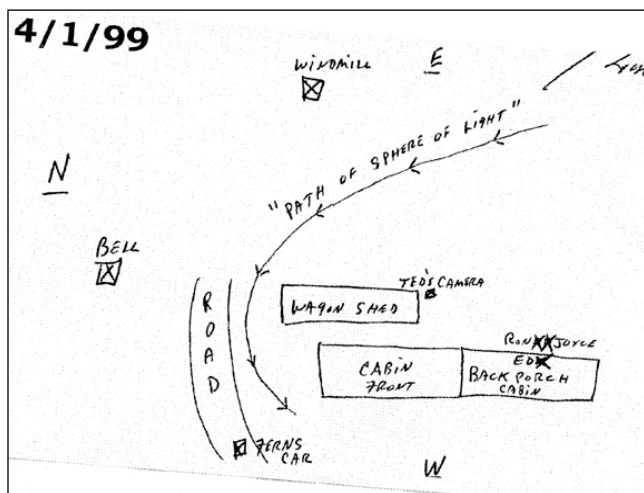 4/1/99
WINDMILL
E
"PATH OF SPHERE OF LIGHT"
N
BELL
ROAD
TED'S CAMERA
WAGON SHED
RON JOYCE
ED
CABIN
FRONT
BACK PORCH
CABIN
CAR
W